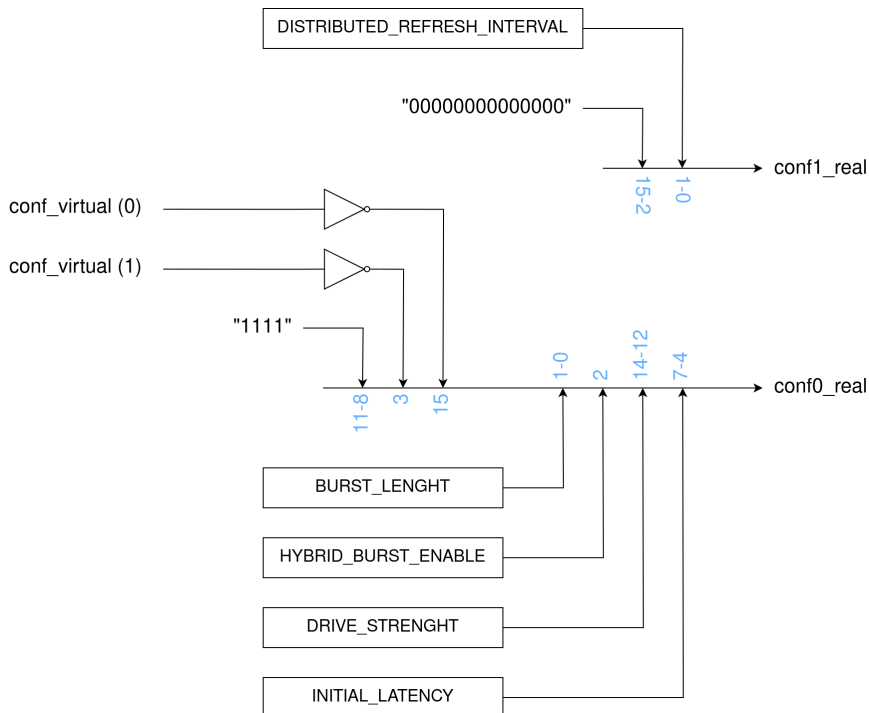 DISTRIBUTED_REFRESH_INTERVAL
"00000000000000"
conf1_real
15-2
1-0
conf_virtual (0)
conf_virtual (1)
"1111"
1-0
2
14-12
7-4
conf0_real
11-8
3
15
BURST_LENGHT
HYBRID_BURST_ENABLE
DRIVE_STRENGHT
INITIAL_LATENCY